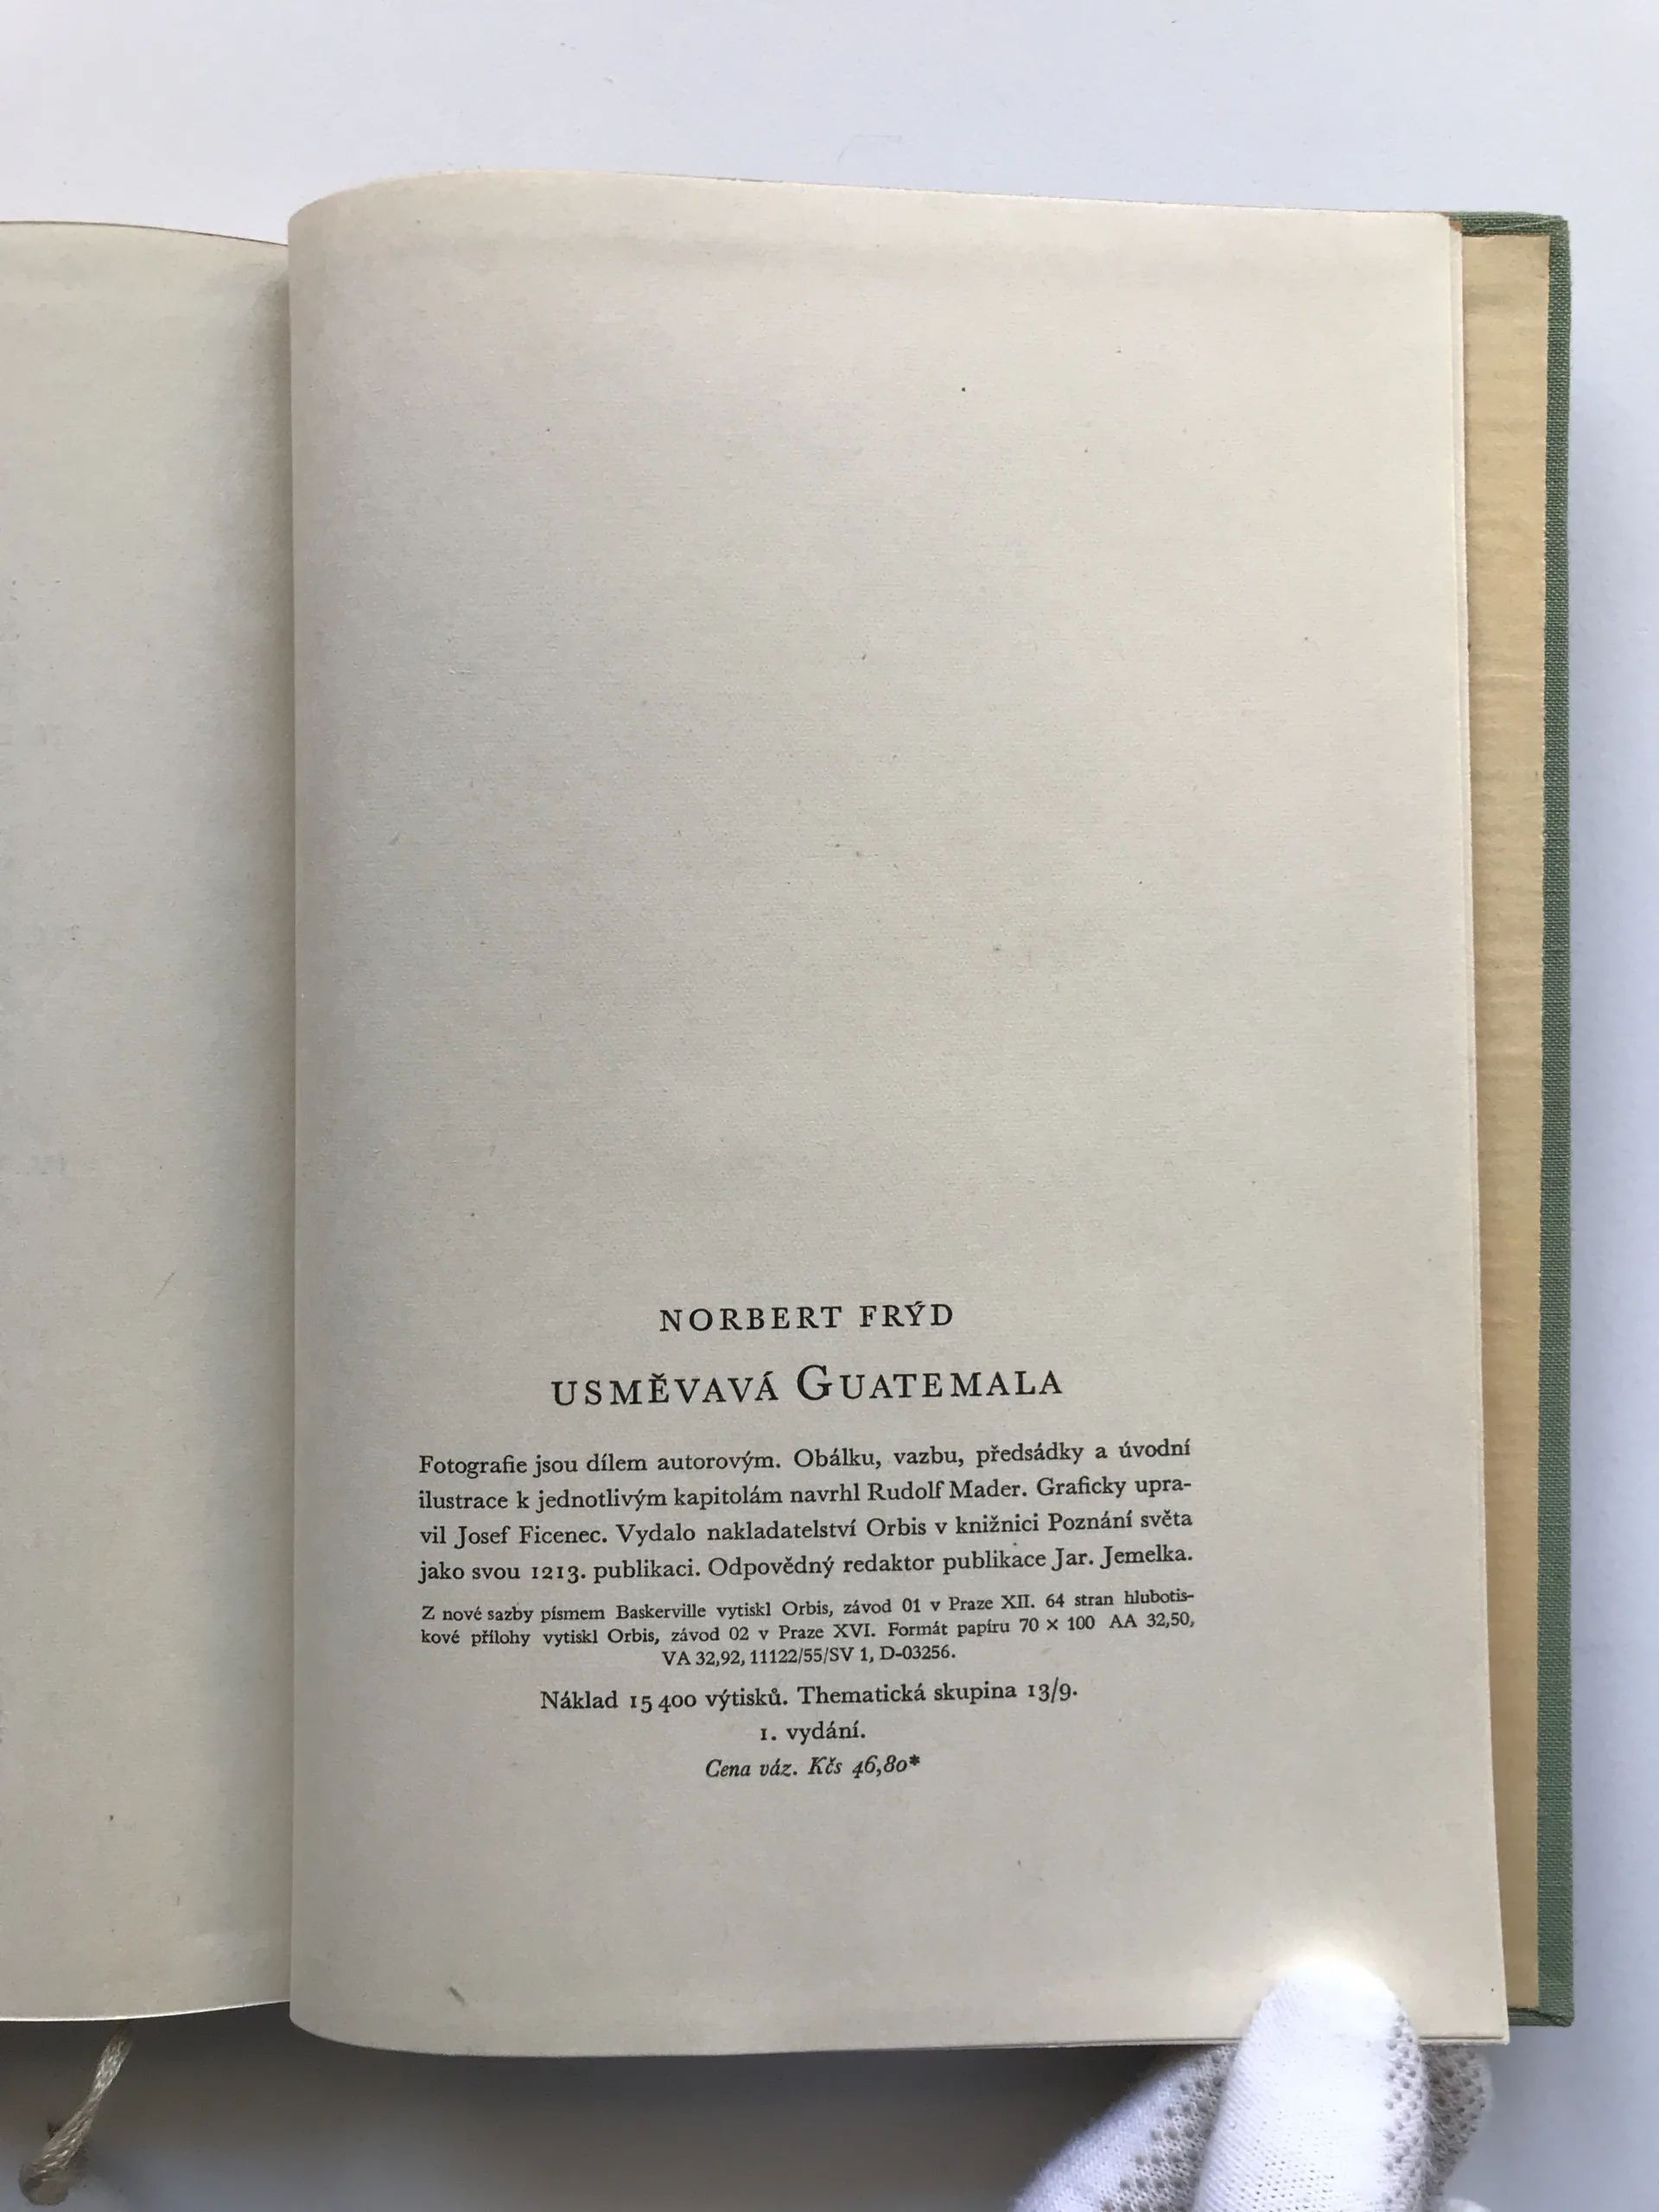 NORBERT FRÝD
USMĚVAVÁ GUATEMALA
Fotografie jsou dílem autorovým. Obálku, vazbu, předsádky a úvodní
ilustrace k jednotlivým kapitolám navrhl Rudolf Mader. Graficky upra-
vil Josef Ficenec. Vydalo nakladatelství Orbis v knižnici Poznání světa
jako svou 1213. publikaci. Odpovědný redaktor publikace Jar. Jemelka.
Z nové sazby písmem Baskerville vytiskl Orbis, závod 01 v Praze XII. 64 stran hlubotis-
kové přílohy vytiskl Orbis, závod 02 v Praze XVI. Formát papíru 70 × 100 AA 32,50,
VA 32,92, 11122/55/SV 1, D-03256.
Náklad 15 400 výtisků. Thematická skupina 13/9.
1. vydání.
Cena váz. Kčs 46,80*